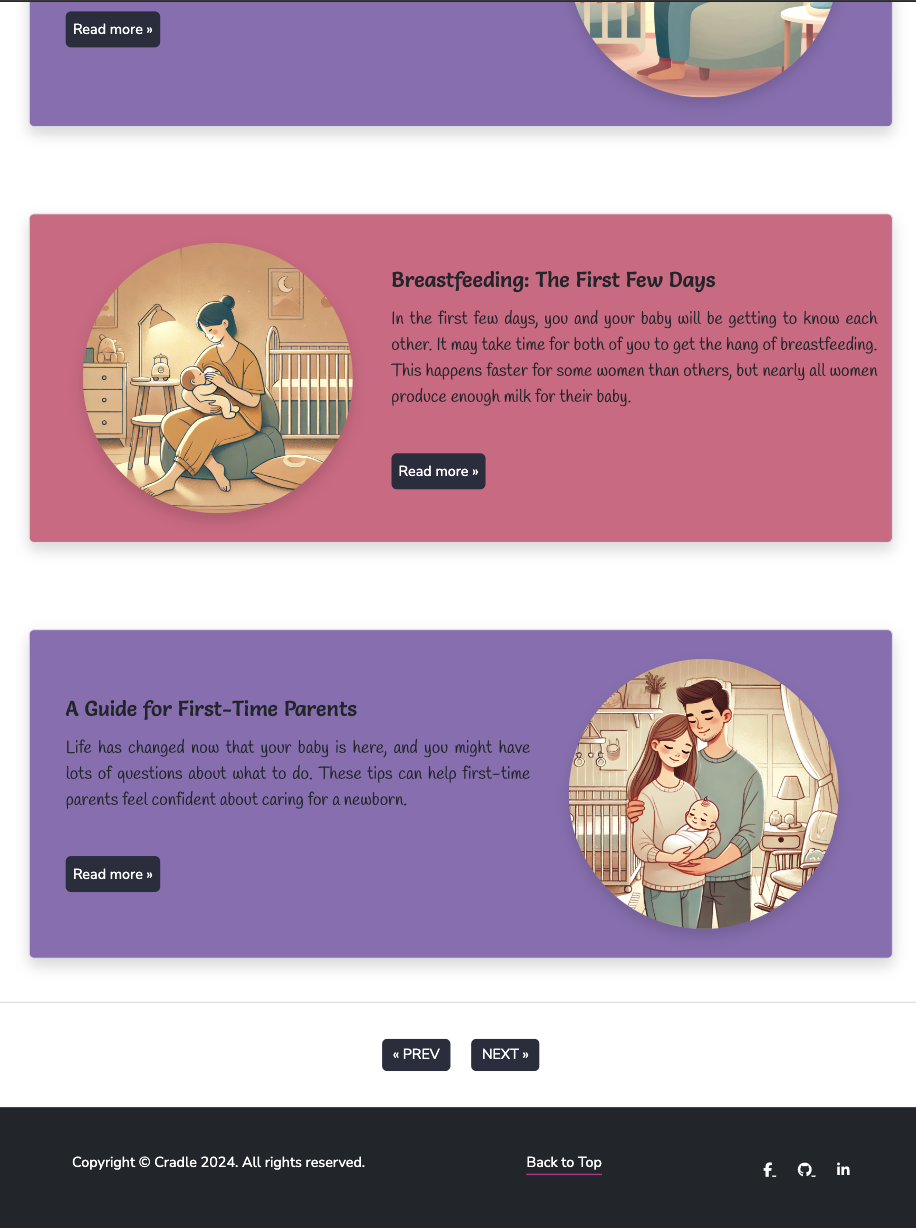 Read more »
Breastfeeding: The First Few Days
In the first few days, you and your baby will be getting to know each
other. It may take time for both of you to get the hang of breastfeeding.
This happens faster for some women than others, but nearly all women
produce enough milk for their baby.
Read more »
A Guide for First-Time Parents
Life has changed now that your baby is here, and you might have
lots of questions about what to do. These tips can help first-time
parents feel confident about caring for a newborn.
Read more »
« PREV
NEXT »
Copyright © Cradle 2024. All rights reserved.
Back to Top